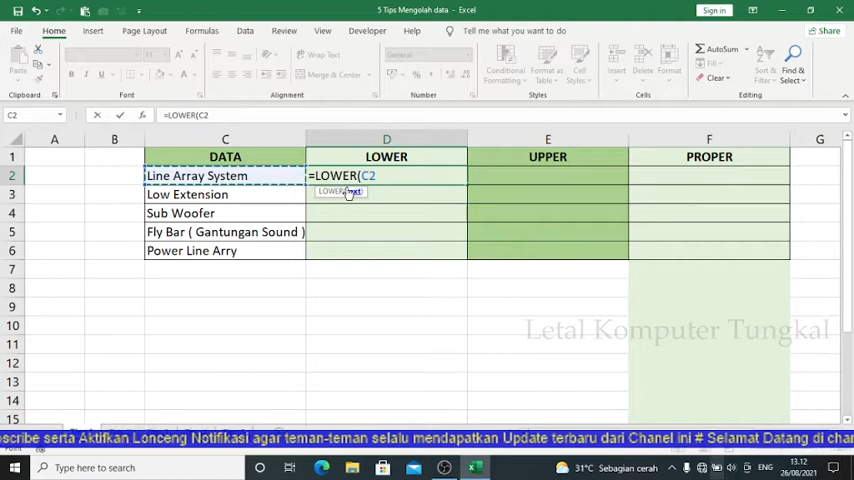 5 Tips Mengolah data - Excel
Sign in
File Home Insert Draw Page Layout Formulas Data Review View Developer Help Tell me what you want to do Share
Paste
B I U
Wrap Text
Merge & Center
General
Conditional Formatting
Format as Table
Cell Styles
Insert
Delete
Format
AutoSum
Clear
Sort & Filter
Find & Select
Clipboard Font Alignment Number Styles Cells Editing
C2 fx =LOWER(C2
A B C D E F G
1 DATA LOWER UPPER PROPER
2 Line Array System =LOWER(C2
LOWER(text)
3 Low Extension
4 Sub Woofer
5 Fly Bar ( Gantungan Sound )
6 Power Line Arry
7
8
9
10
Letal Komputer Tungkal
11
12
13
14
15
scribe serta Aktifkan Lonceng Notifikasi agar teman-teman selalu mendapatkan Update terbaru dari Chanel ini # Selamat Datang di
Point
Type here to search
31°C Sebagian cerah
ENG
13.12
26/08/2021